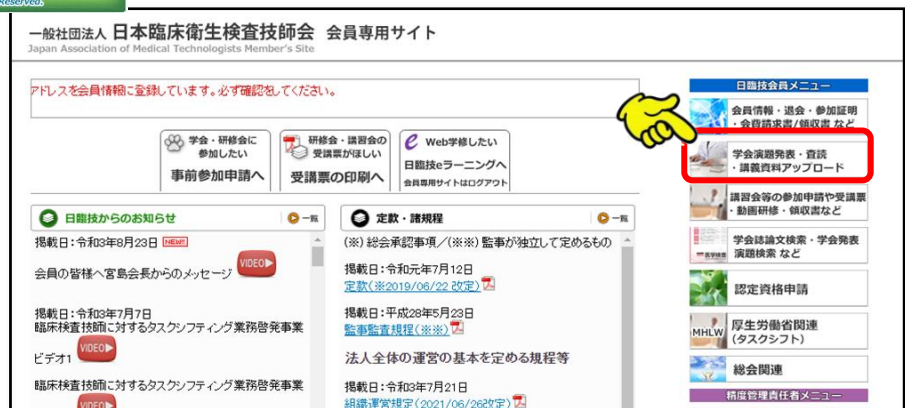 Reserved.
一般社団法人 日本臨床衛生検査技師会 会員専用サイト
Japan Association of Medical Technologists Member's Site
アドレスを会員情報に登録しています。必ず確認をしてください。
学会・研修会に
参加したい
事前参加申請へ
研修会・講習会の
受講票がほしい
受講票の印刷へ
Web学修したい
日臨技eラーニングへ
会員専用サイトはログアウト
日臨技からのお知らせ
一覧
掲載日:令和3年8月23日 NEW!
会員の皆様へ宮島会長からのメッセージ VIDEO
掲載日:令和3年7月7日
臨床検査技師に対するタスクシフティング業務啓発事業
ビデオ1 VIDEO
臨床検査技師に対するタスクシフティング業務啓発事業
VIDEO
定款・諸規程
一覧
(※)総会承認事項/(※※)監事が独立して定めるもの
掲載日:令和元年7月12日
定款(※2019/06/22 改定)
掲載日:平成28年5月23日
監事監査規程(※※)
法人全体の運営の基本を定める規程等
掲載日:令和3年7月21日
組織運営規定(2021/06/26改定)
日臨技会員メニュー
会員情報・退会・参加証明
・会費請求書/領収書 など
学会演題発表・査読
・講義資料アップロード
講習会等の参加申請や受講票
・動画研修・領収書など
学会誌論文検索・学会発表
演題検索 など
医学検査
認定資格申請
MHLW
厚生労働省関連
(タスクシフト)
総会関連
精度管理責任者メニュー